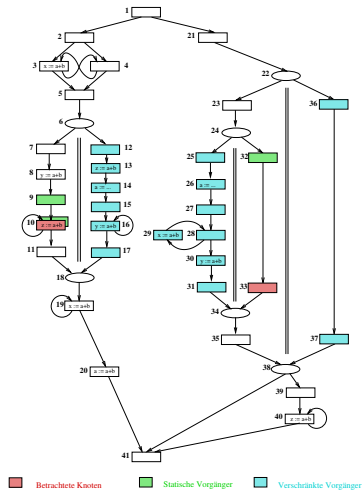 1
2
21
3
x := a+b
4
22
5
23
36
6
24
7
12
25
32
8
y := a+b
13
z := a+b
26
a := ...
9
14
a := ...
27
10
z := a+b
15
16
y := a+b
29
x := a+b
28
11
17
30
y := a+b
18
31
33
19
x := a+b
34
35
37
20
a := a+b
38
39
40
z := a+b
41
Betrachtete Knoten
Statische Vorgänger
Verschränkte Vorgänger